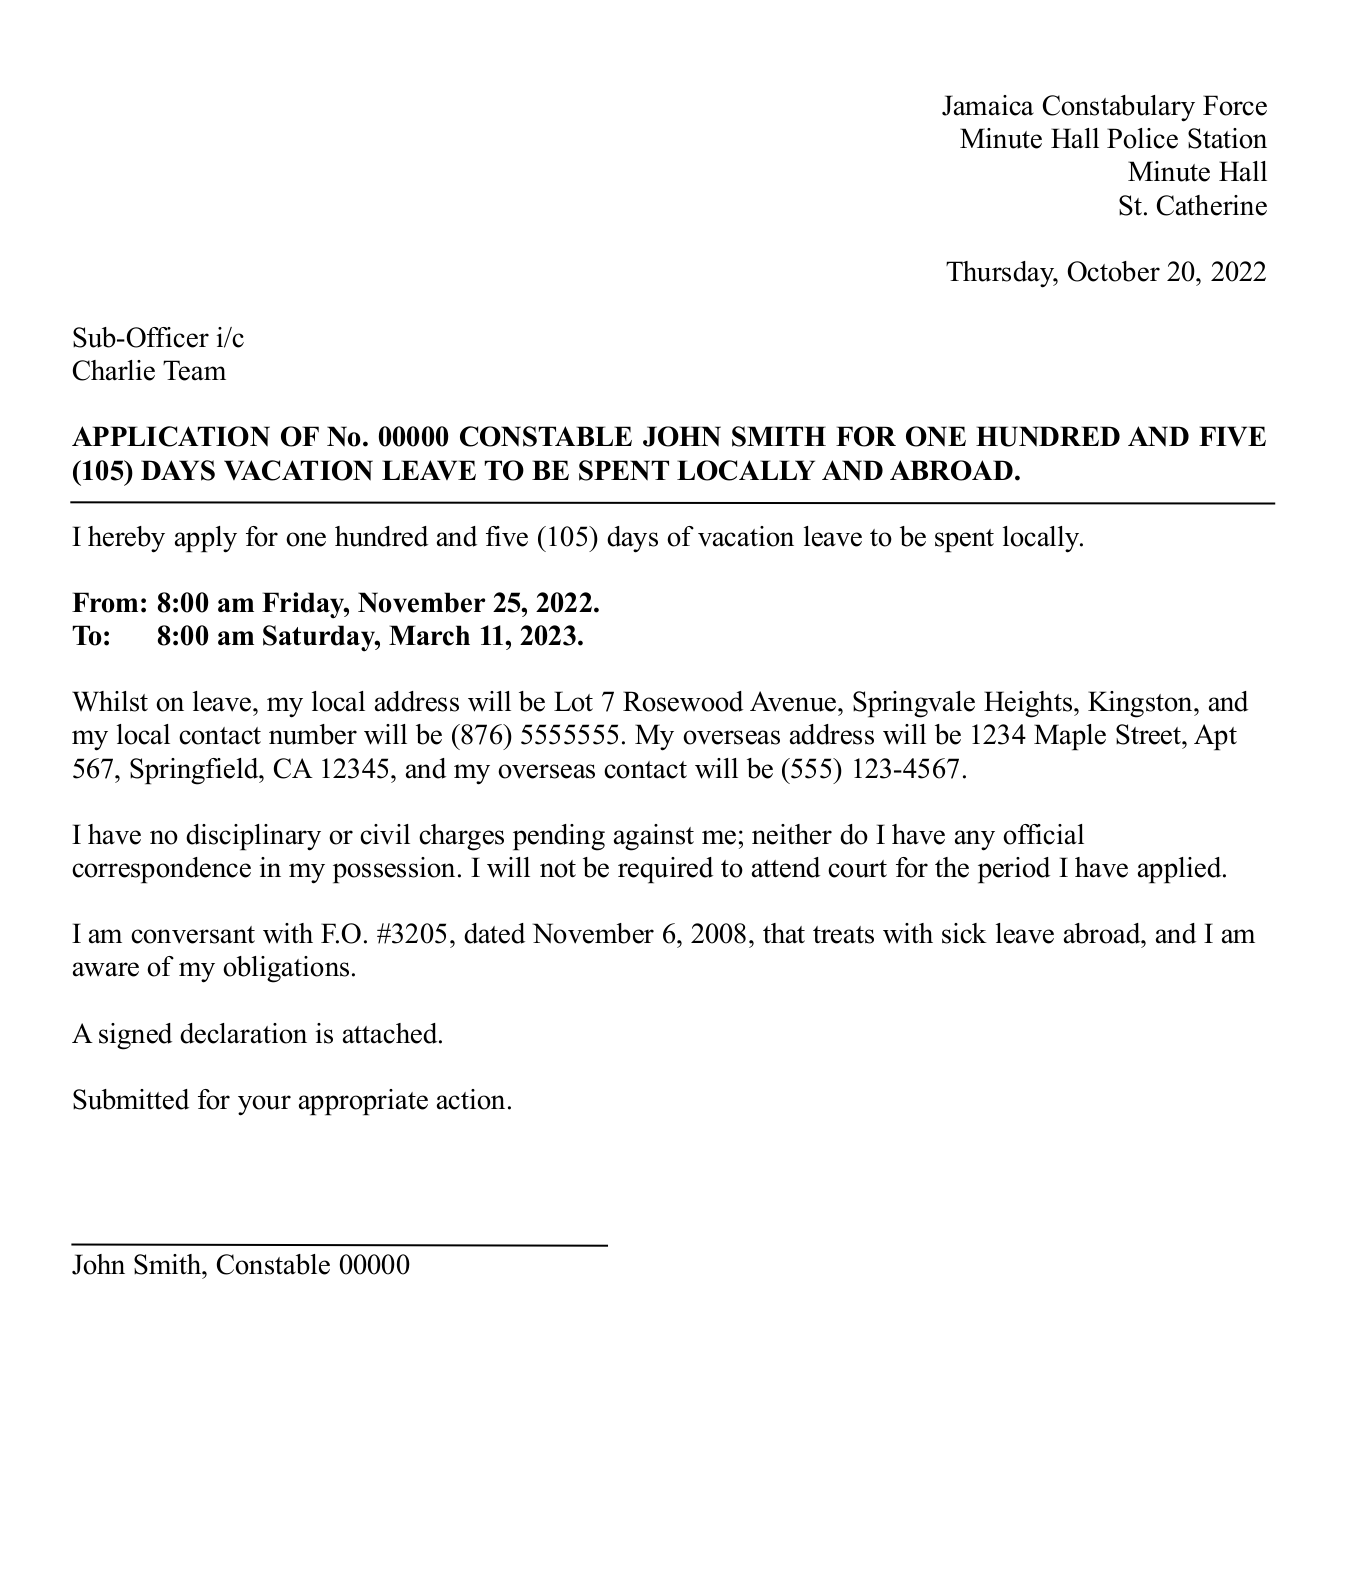 Jamaica Constabulary Force
Minute Hall Police Station
Minute Hall
St. Catherine
Thursday, October 20, 2022
Sub-Officer i/c
Charlie Team
APPLICATION OF No. 00000 CONSTABLE JOHN SMITH FOR ONE HUNDRED AND FIVE
(105) DAYS VACATION LEAVE TO BE SPENT LOCALLY AND ABROAD.
I hereby apply for one hundred and five (105) days of vacation leave to be spent locally.
From: 8:00 am Friday, November 25, 2022.
To: 8:00 am Saturday, March 11, 2023.
Whilst on leave, my local address will be Lot 7 Rosewood Avenue, Springvale Heights, Kingston, and
my local contact number will be (876) 5555555. My overseas address will be 1234 Maple Street, Apt
567, Springfield, CA 12345, and my overseas contact will be (555) 123-4567.
I have no disciplinary or civil charges pending against me; neither do I have any official
correspondence in my possession. I will not be required to attend court for the period I have applied.
I am conversant with F.O. #3205, dated November 6, 2008, that treats with sick leave abroad, and I am
aware of my obligations.
A signed declaration is attached.
Submitted for your appropriate action.
John Smith, Constable 00000